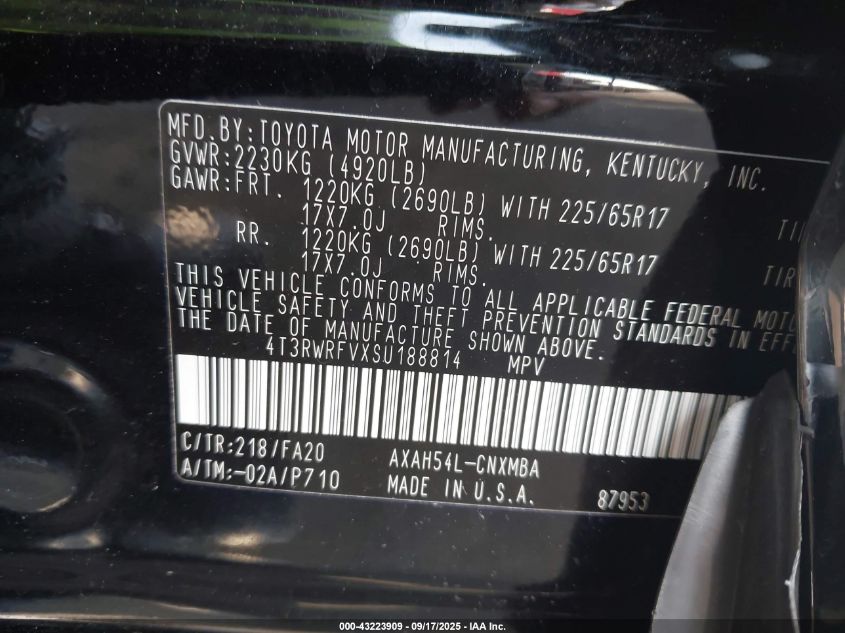 MFD.BY:TOYOTA MOTOR MANUFACTURING, KENTUCKY, INC.
GVWR:2230KG (4920LB)
GAWR:FRT. 1220KG (2690LB) WITH 225/65R17
17X7.0J RIMS.
RR. 1220KG (2690LB) WITH 225/65R17
17X7.0J RIMS. TIR
THIS VEHICLE CONFORMS TO ALL APPLICABLE FEDERAL MOTO
VEHICLE SAFETY AND THEFT PREVENTION STANDARDS IN EFF
THE DATE OF MANUFACTURE SHOWN ABOVE.
4T3RWRFVXSU188814 MPV
C/TR:218/FA20 AXAH54L-CNXMBA
A/TM:-02A/P710 MADE IN U.S.A. 87953
000-43223909 - 09/17/2025 - IAA Inc.